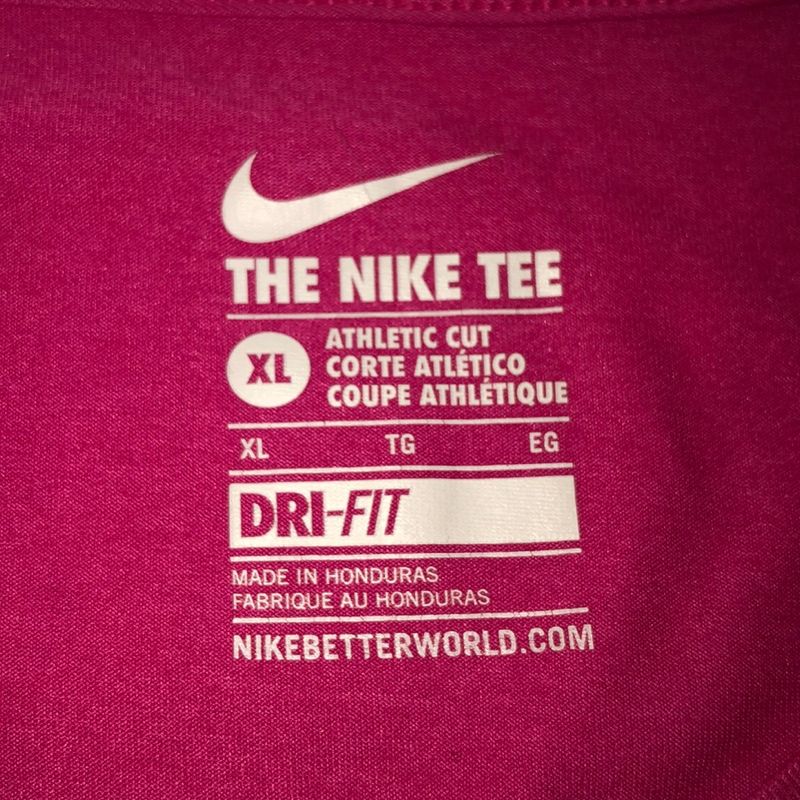 THE NIKE TEE
XL
ATHLETIC CUT
CORTE ATLÉTICO
COUPE ATHLÉTIQUE
XL TG EG
DRI-FIT
MADE IN HONDURAS
FABRIQUE AU HONDURAS
NIKEBETTERWORLD.COM